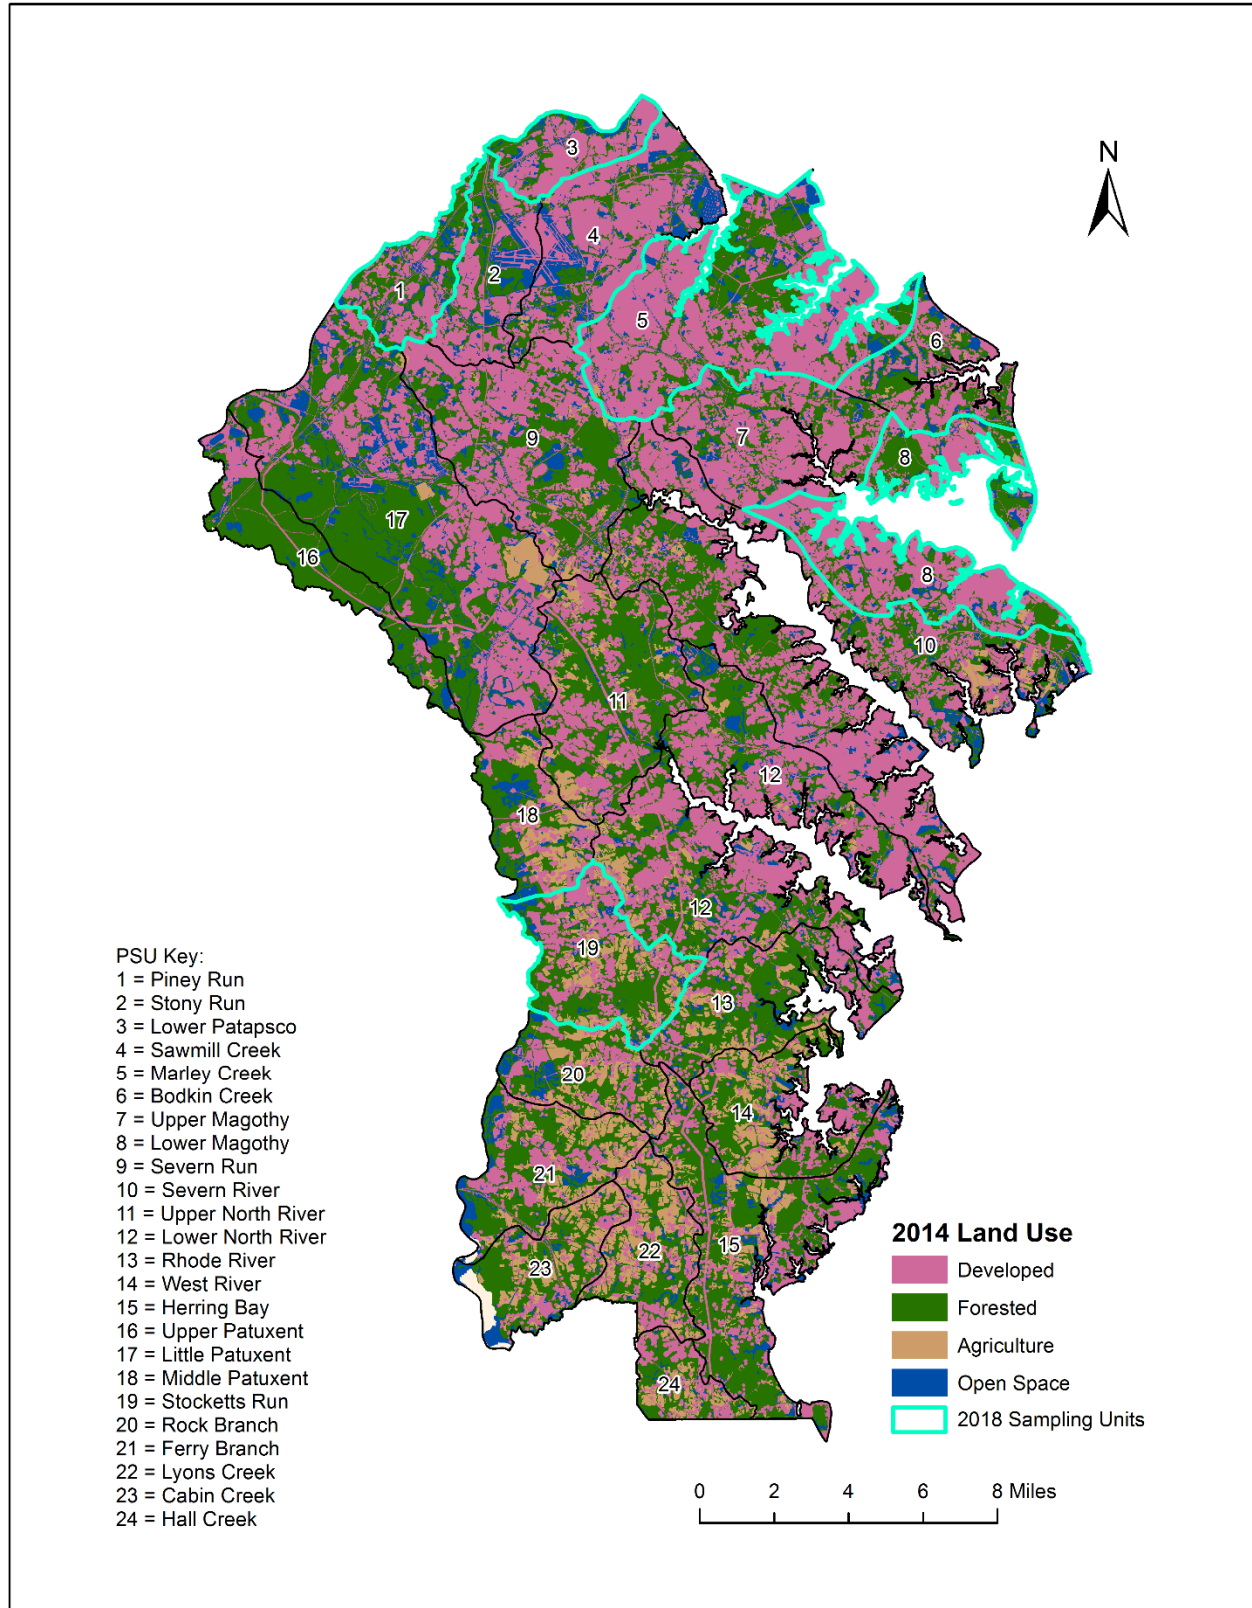 N
3
4
2
1
5
6
7
8
9
17
16
8
10
11
12
18
12
19
13
20
14
21
22
15
23
24
PSU Key:
1 = Piney Run
2 = Stony Run
3 = Lower Patapsco
4 = Sawmill Creek
5 = Marley Creek
6 = Bodkin Creek
7 = Upper Magothy
8 = Lower Magothy
9 = Severn Run
10 = Severn River
11 = Upper North River
12 = Lower North River
13 = Rhode River
14 = West River
15 = Herring Bay
16 = Upper Patuxent
17 = Little Patuxent
18 = Middle Patuxent
19 = Stocketts Run
20 = Rock Branch
21 = Ferry Branch
22 = Lyons Creek
23 = Cabin Creek
24 = Hall Creek
2014 Land Use
Developed
Forested
Agriculture
Open Space
2018 Sampling Units
0 2 4 6 8 Miles